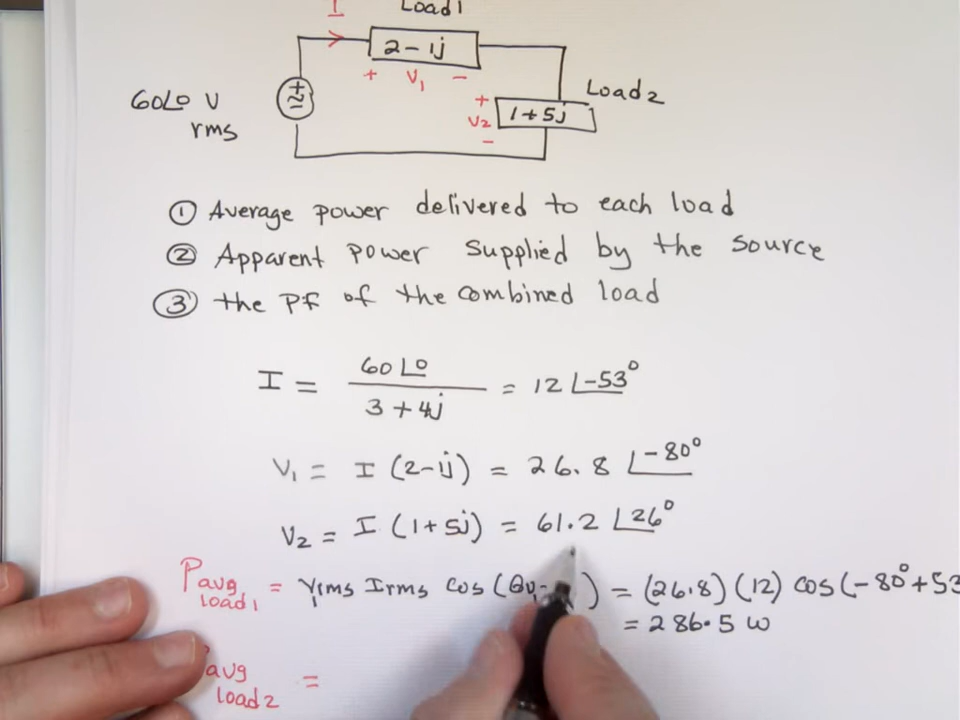 I
Load1
2-1j
+ V1 -
60∠0 V
rms
+
V2
-
1+5j
Load2
① Average power delivered to each load
② Apparent power supplied by the source
③ the PF of the combined load
I = 60∠0 / 3+4j = 12∠-53°
V1 = I (2-1j) = 26.8 ∠-80°
V2 = I (1+5j) = 61.2 ∠26°
Pavg load1 = V1rms Irms cos(θv- ) = (26.8)(12) cos(-80°+53
= 286.5 W
Pavg load2 =